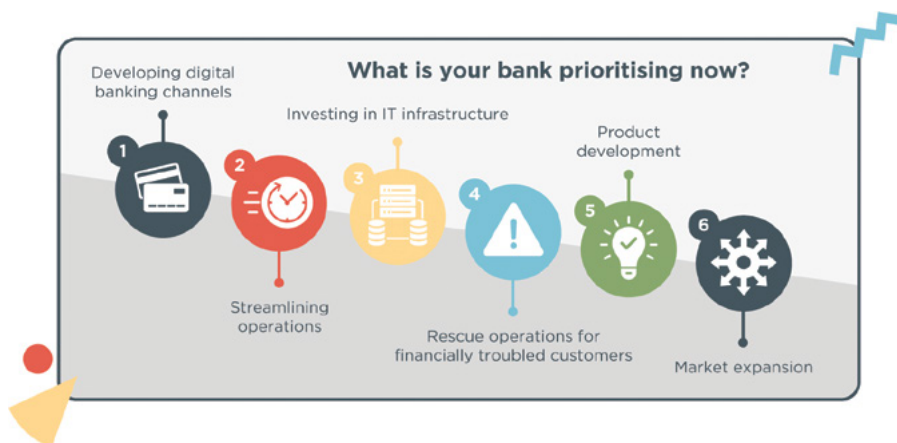 What is your bank prioritising now?
1
Developing digital
banking channels
2
Streamlining
operations
3
Investing in IT infrastructure
4
Rescue operations for
financially troubled customers
5
Product
development
6
Market expansion